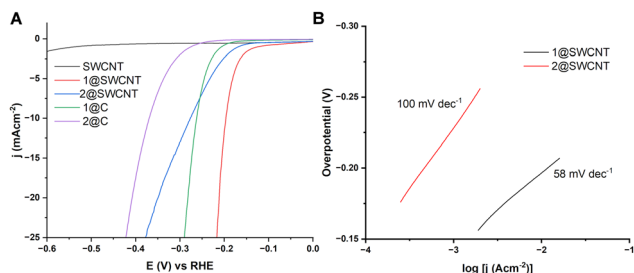 A
0
-5
-10
-15
-20
-25
j (mAcm⁻²)
SWCNT
1@SWCNT
2@SWCNT
1@C
2@C
-0.6 -0.5 -0.4 -0.3 -0.2 -0.1 0.0
E (V) vs RHE
B
-0.30
-0.25
-0.20
-0.15
Overpotential (V)
1@SWCNT
2@SWCNT
100 mV dec⁻¹
58 mV dec⁻¹
-4 -3 -2 -1
log [j (Acm⁻²)]